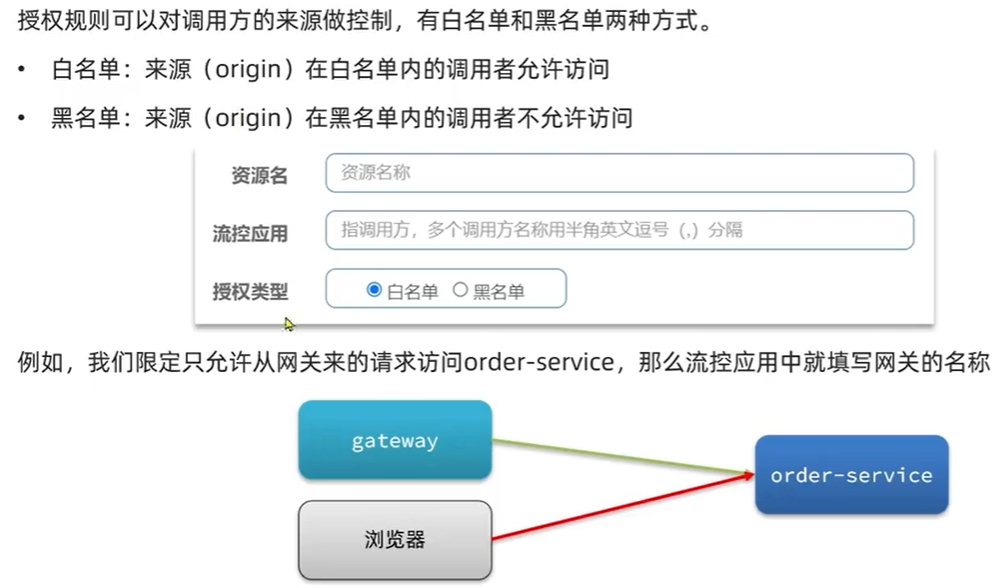 授权规则可以对调用方的来源做控制，有白名单和黑名单两种方式。
• 白名单：来源（origin）在白名单内的调用者允许访问
• 黑名单：来源（origin）在黑名单内的调用者不允许访问
资源名 资源名称
流控应用 指调用方，多个调用方名称用半角英文逗号（,）分隔
授权类型 白名单 黑名单
例如，我们限定只允许从网关来的请求访问order-service，那么流控应用中就填写网关的名称
gateway
order-service
浏览器